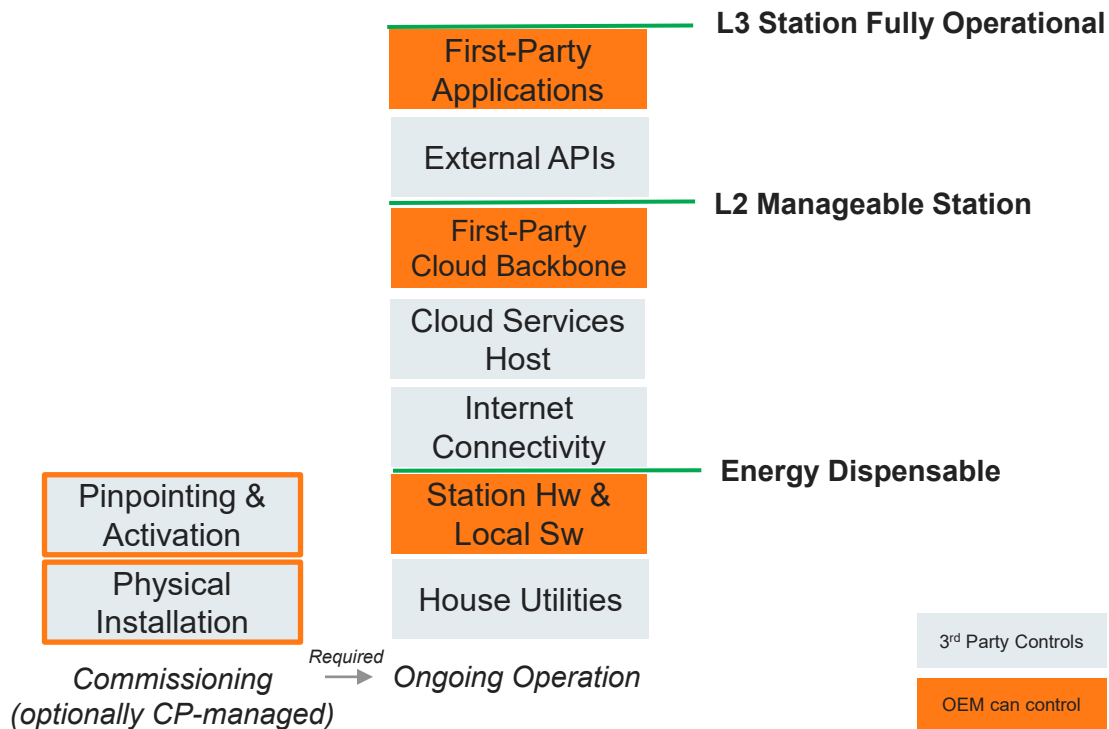 L3 Station Fully Operational
First-Party
Applications
External APIs
L2 Manageable Station
First-Party
Cloud Backbone
Cloud Services
Host
Internet
Connectivity
Energy Dispensable
Pinpointing &
Activation
Station Hw &
Local Sw
Physical
Installation
House Utilities
3rd Party Controls
Required
Commissioning
(optionally CP-managed)
Ongoing Operation
OEM can control